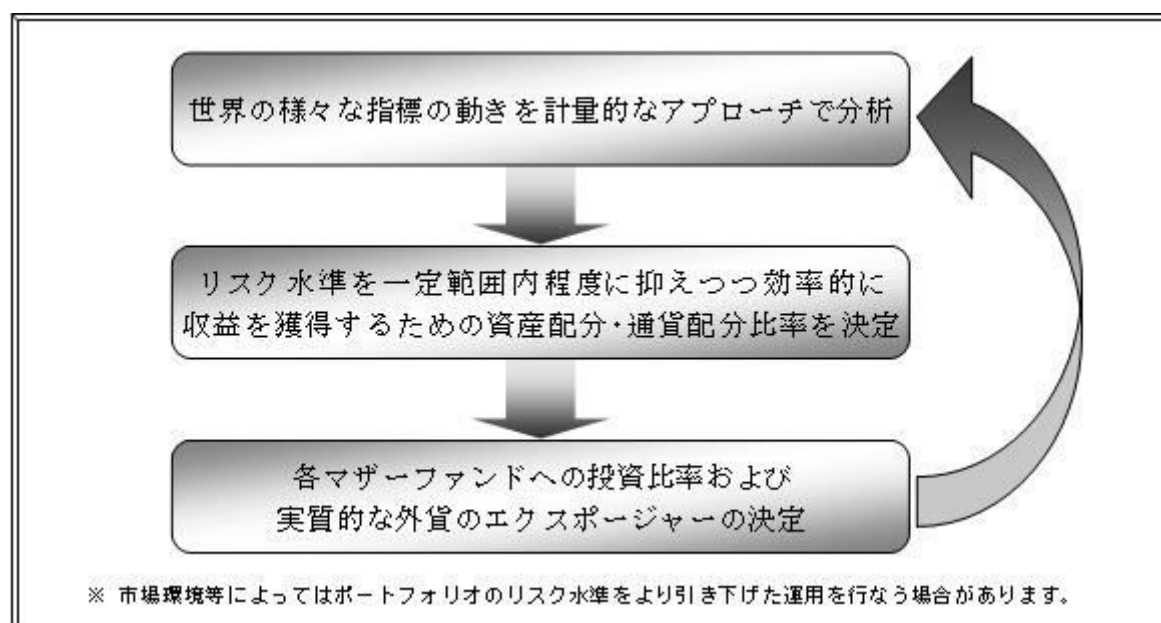 世界の様々な指標の動きを計量的なアプローチで分析
リスク水準を一定範囲内程度に抑えつつ効率的に
収益を獲得するための資産配分・通貨配分比率を決定
各マザーファンドへの投資比率および
実質的な外貨のエクスポージャーの決定
※ 市場環境等によってはポートフォリオのリスク水準をより引き下げた運用を行なう場合があります。